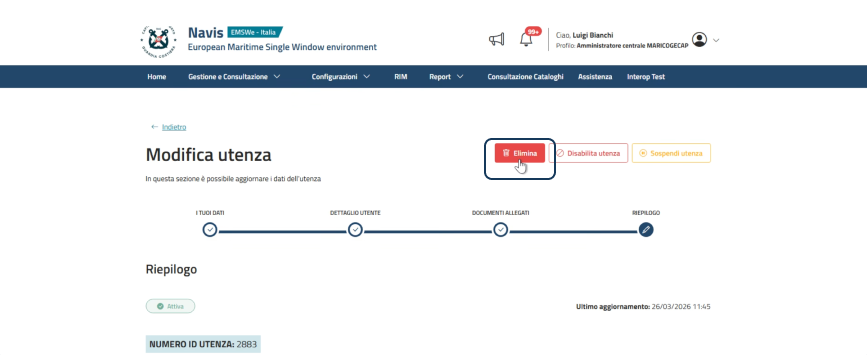 Navis EMSWe - Italia
European Maritime Single Window environment
99+
Ciao, Luigi Bianchi
Profilo: Amministratore centrale MARICOGECAP
GUARDIA COSTIERA
Home Gestione e Consultazione Configurazioni RIM Report Consultazione Cataloghi Assistenza Interop Test
← Indietro
Modifica utenza
Elimina Disabilita utenza Sospendi utenza
In questa sezione è possibile aggiornare i dati dell'utenza
I TUOI DATI DETTAGLIO UTENTE DOCUMENTI ALLEGATI RIEPILOGO
Riepilogo
Attiva
Ultimo aggiornamento: 26/03/2026 11:45
NUMERO ID UTENZA: 2883